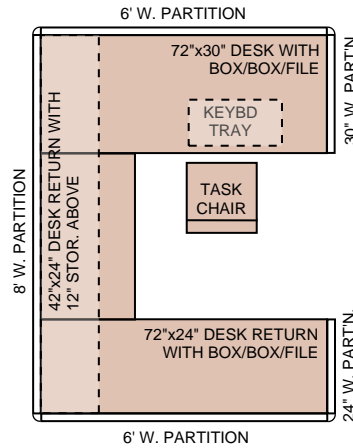 6' W. PARTITION
72"x30" DESK WITH
BOX/BOX/FILE
30" W. PART'N
KEYBD
TRAY
8' W. PARTITION
42"x24" DESK RETURN WITH
12" STOR. ABOVE
TASK
CHAIR
72"x24" DESK RETURN
WITH BOX/BOX/FILE
24" W. PART'N.
6' W. PARTITION